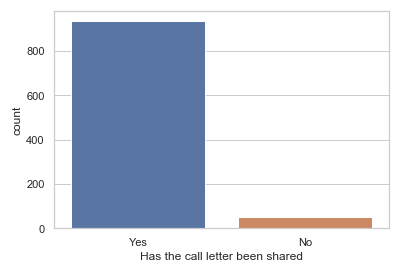 800
600
400
200
0
count
Yes No
Has the call letter been shared